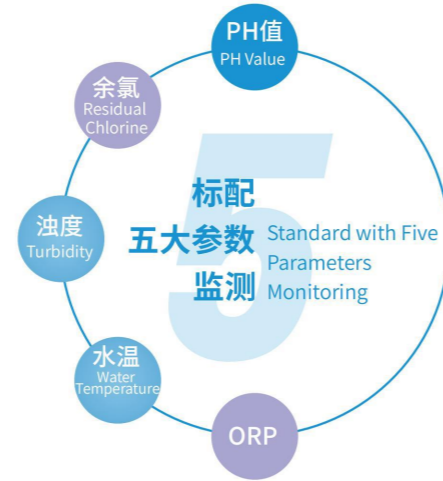 PH值
PH Value
余氯
Residual
Chlorine
浊度
Turbidity
水温
Water
Temperature
ORP
5
标配
五大参数
监测
Standard with Five
Parameters
Monitoring